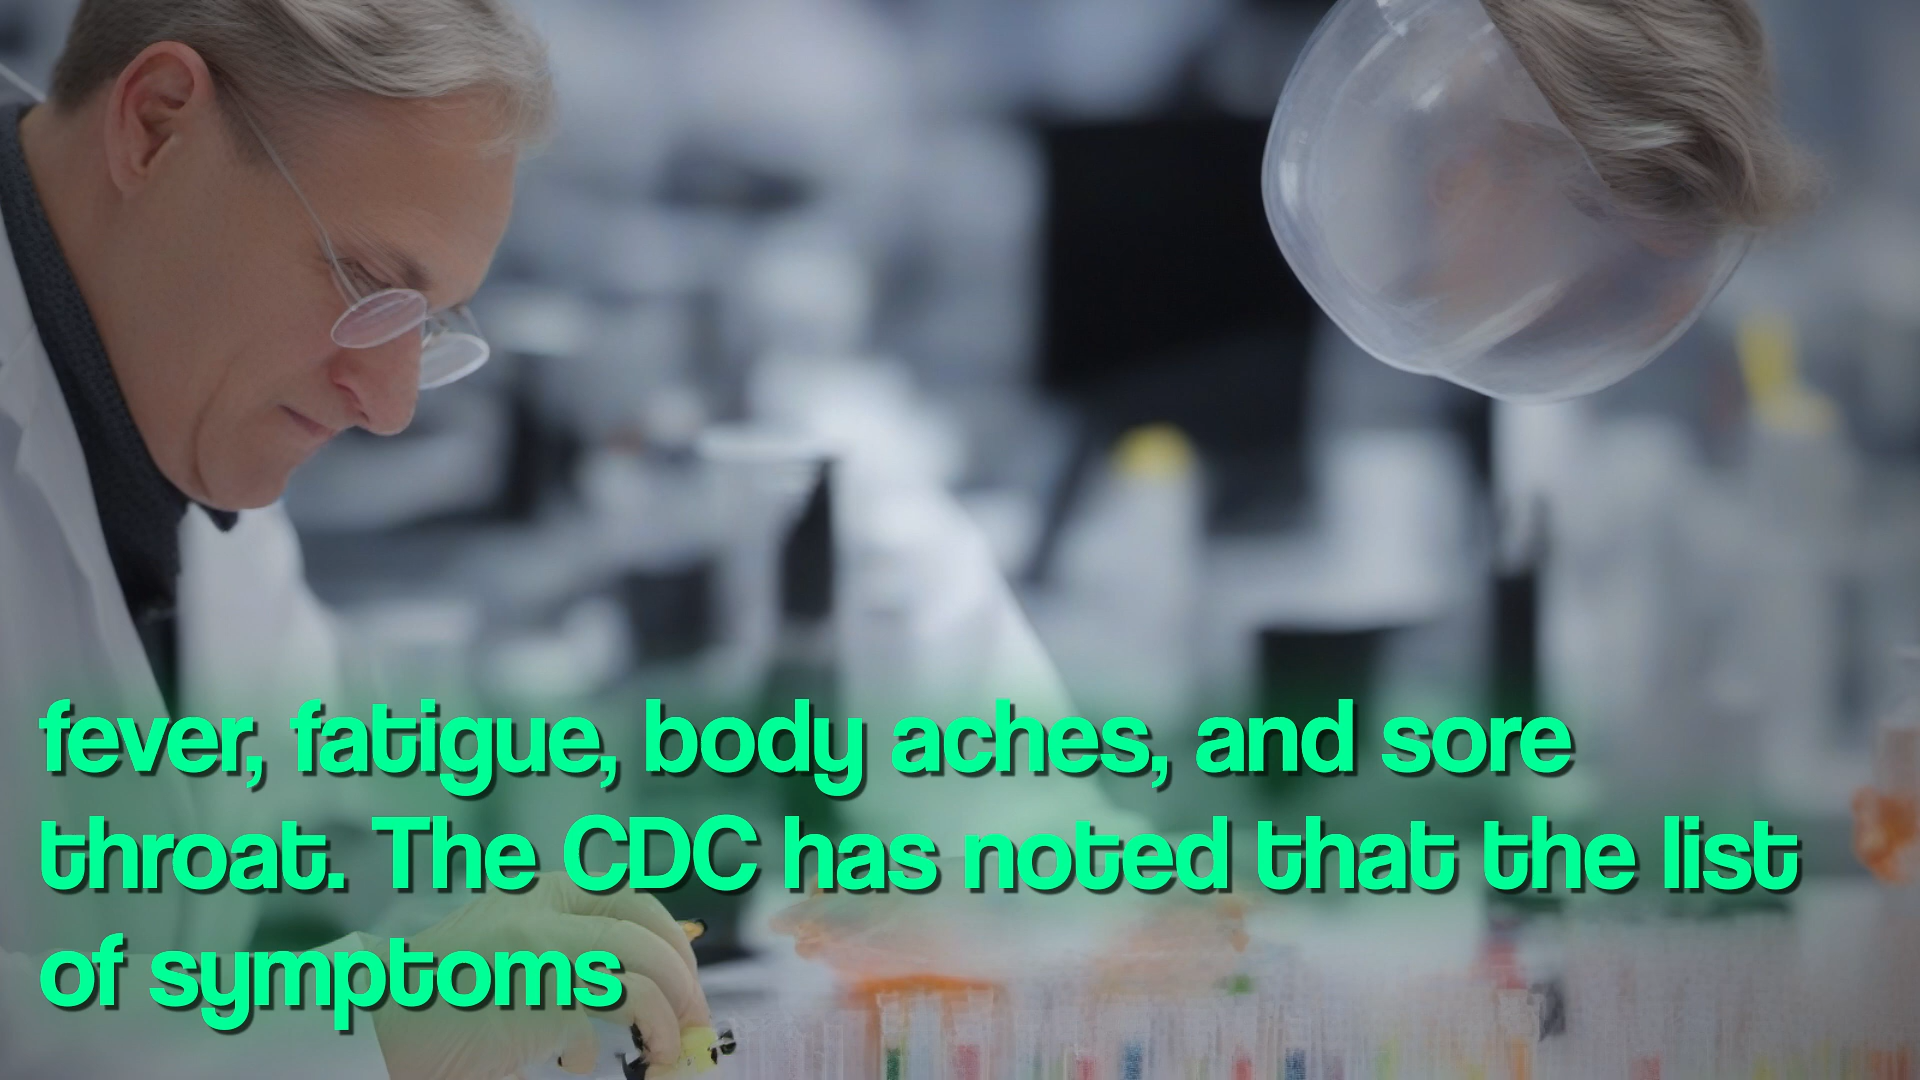 fever, fatigue, body aches, and sore
throat. The CDC has noted that the list
of symptoms